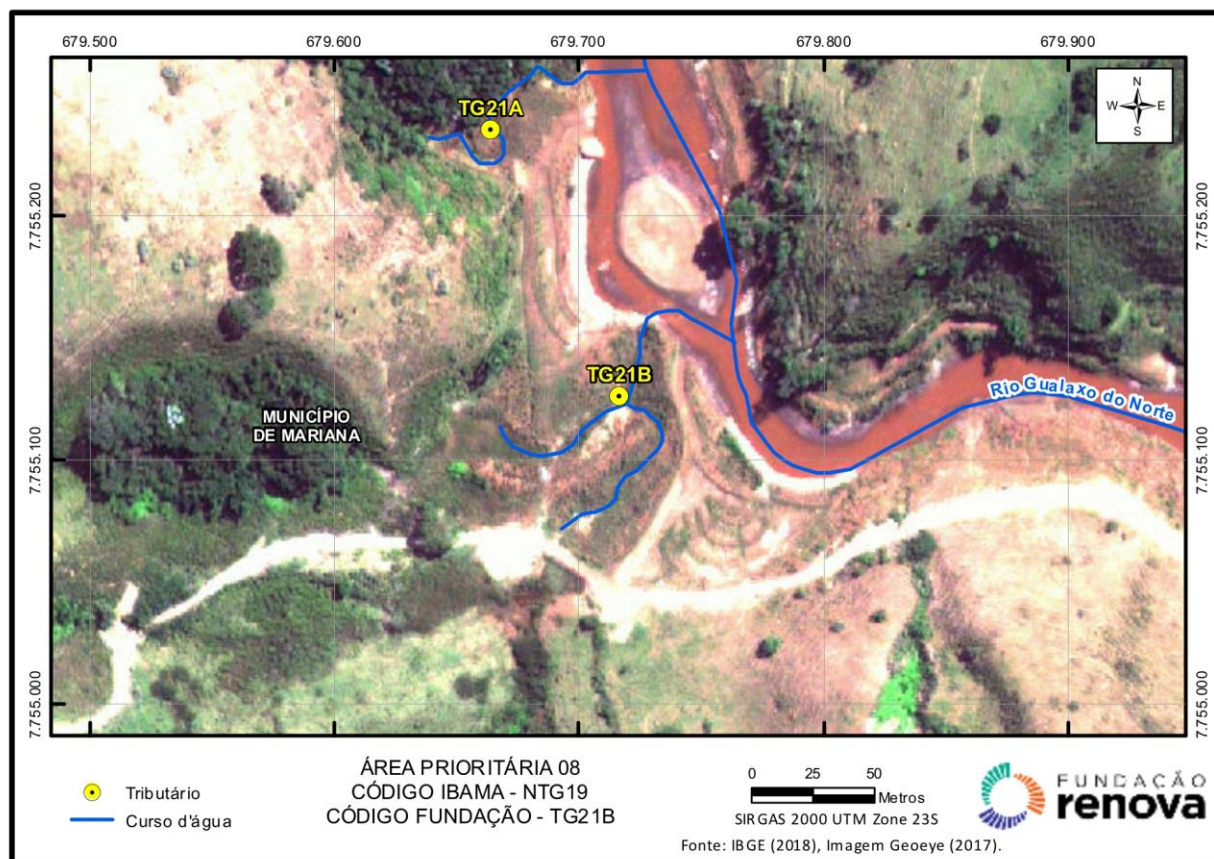 679.500 679.600 679.700 679.800 679.900
N
W E
S
TG21A
7.755.200 7.755.200
TG21B
Rio Gualaxo do Norte
MUNICÍPIO
DE MARIANA
7.755.100 7.755.100
7.755.000 7.755.000
Tributário
Curso d'água
ÁREA PRIORITÁRIA 08
CÓDIGO IBAMA - NTG19
CÓDIGO FUNDAÇÃO - TG21B
0 25 50
Metros
SIRGAS 2000 UTM Zone 23S
Fonte: IBGE (2018), Imagem Geoeye (2017).
FUNDAÇÃO
renova